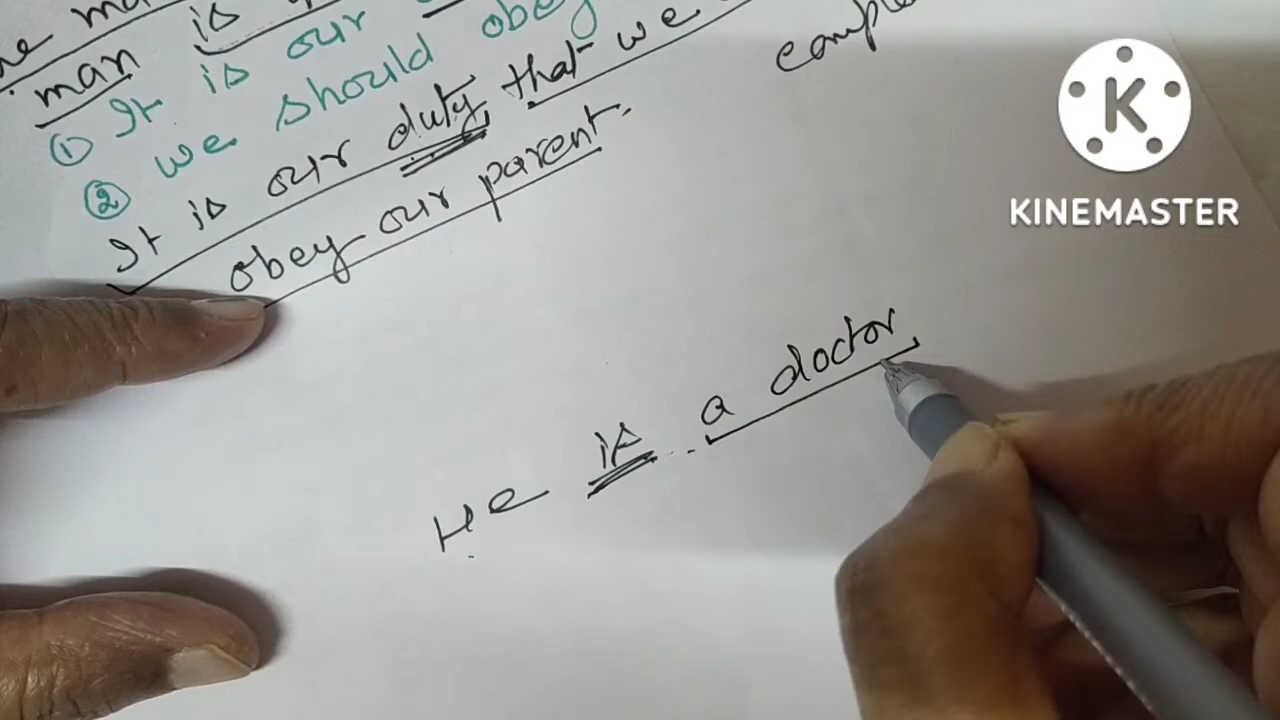 man is
① It is our
② we should obey
It is our duty that we
obey our parent.
He is a doctor
KINEMASTER